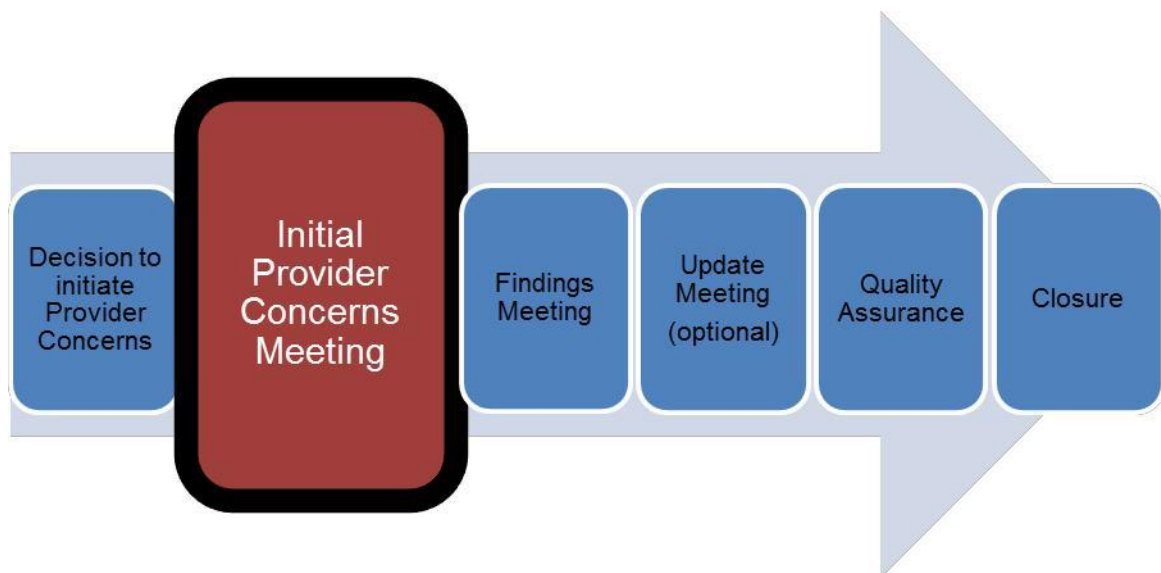 Decision to
initiate
Provider
Concerns
Initial
Provider
Concerns
Meeting
Findings
Meeting
Update
Meeting
(optional)
Quality
Assurance
Closure